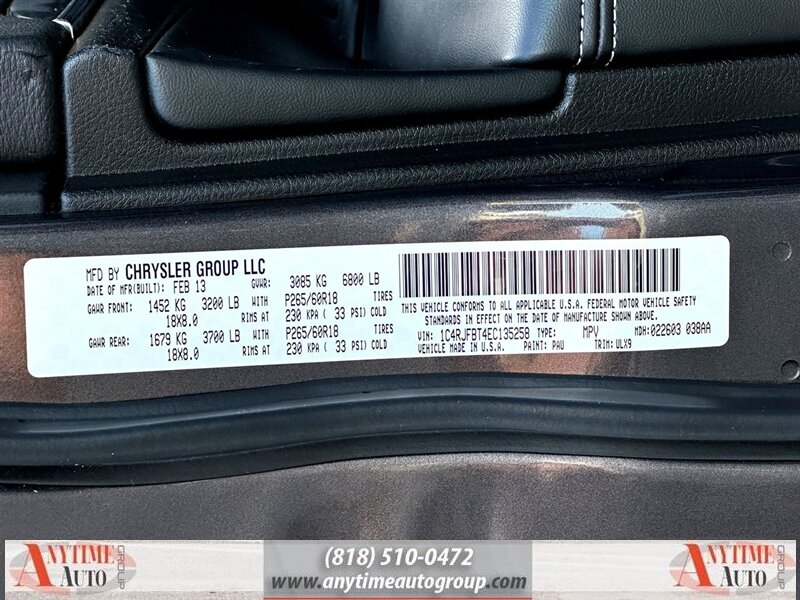 MFD BY CHRYSLER GROUP LLC
DATE OF MFR(BUILT): FEB 13 GVWR: 3085 KG 6800 LB
GAWR FRONT: 1452 KG 3200 LB WITH P265/60R18 TIRES
18X8.0 RIMS AT 230 KPA ( 33 PSI) COLD
GAWR REAR: 1679 KG 3700 LB WITH P265/60R18 TIRES
18X8.0 RIMS AT 230 KPA ( 33 PSI) COLD
THIS VEHICLE CONFORMS TO ALL APPLICABLE U.S.A. FEDERAL MOTOR VEHICLE SAFETY
STANDARDS IN EFFECT ON THE DATE OF MANUFACTURE SHOWN ABOVE
VIN: 1C4RJFBT4EC135258 TYPE: MPV MDH:022603 038AA
MADE IN U.S.A. PAINT: PAU TRIM: ULX9
ANYTIME AUTO GROUP
(818) 510-0472
www.anytimeautogroup.com
ANYTIME AUTO GROUP